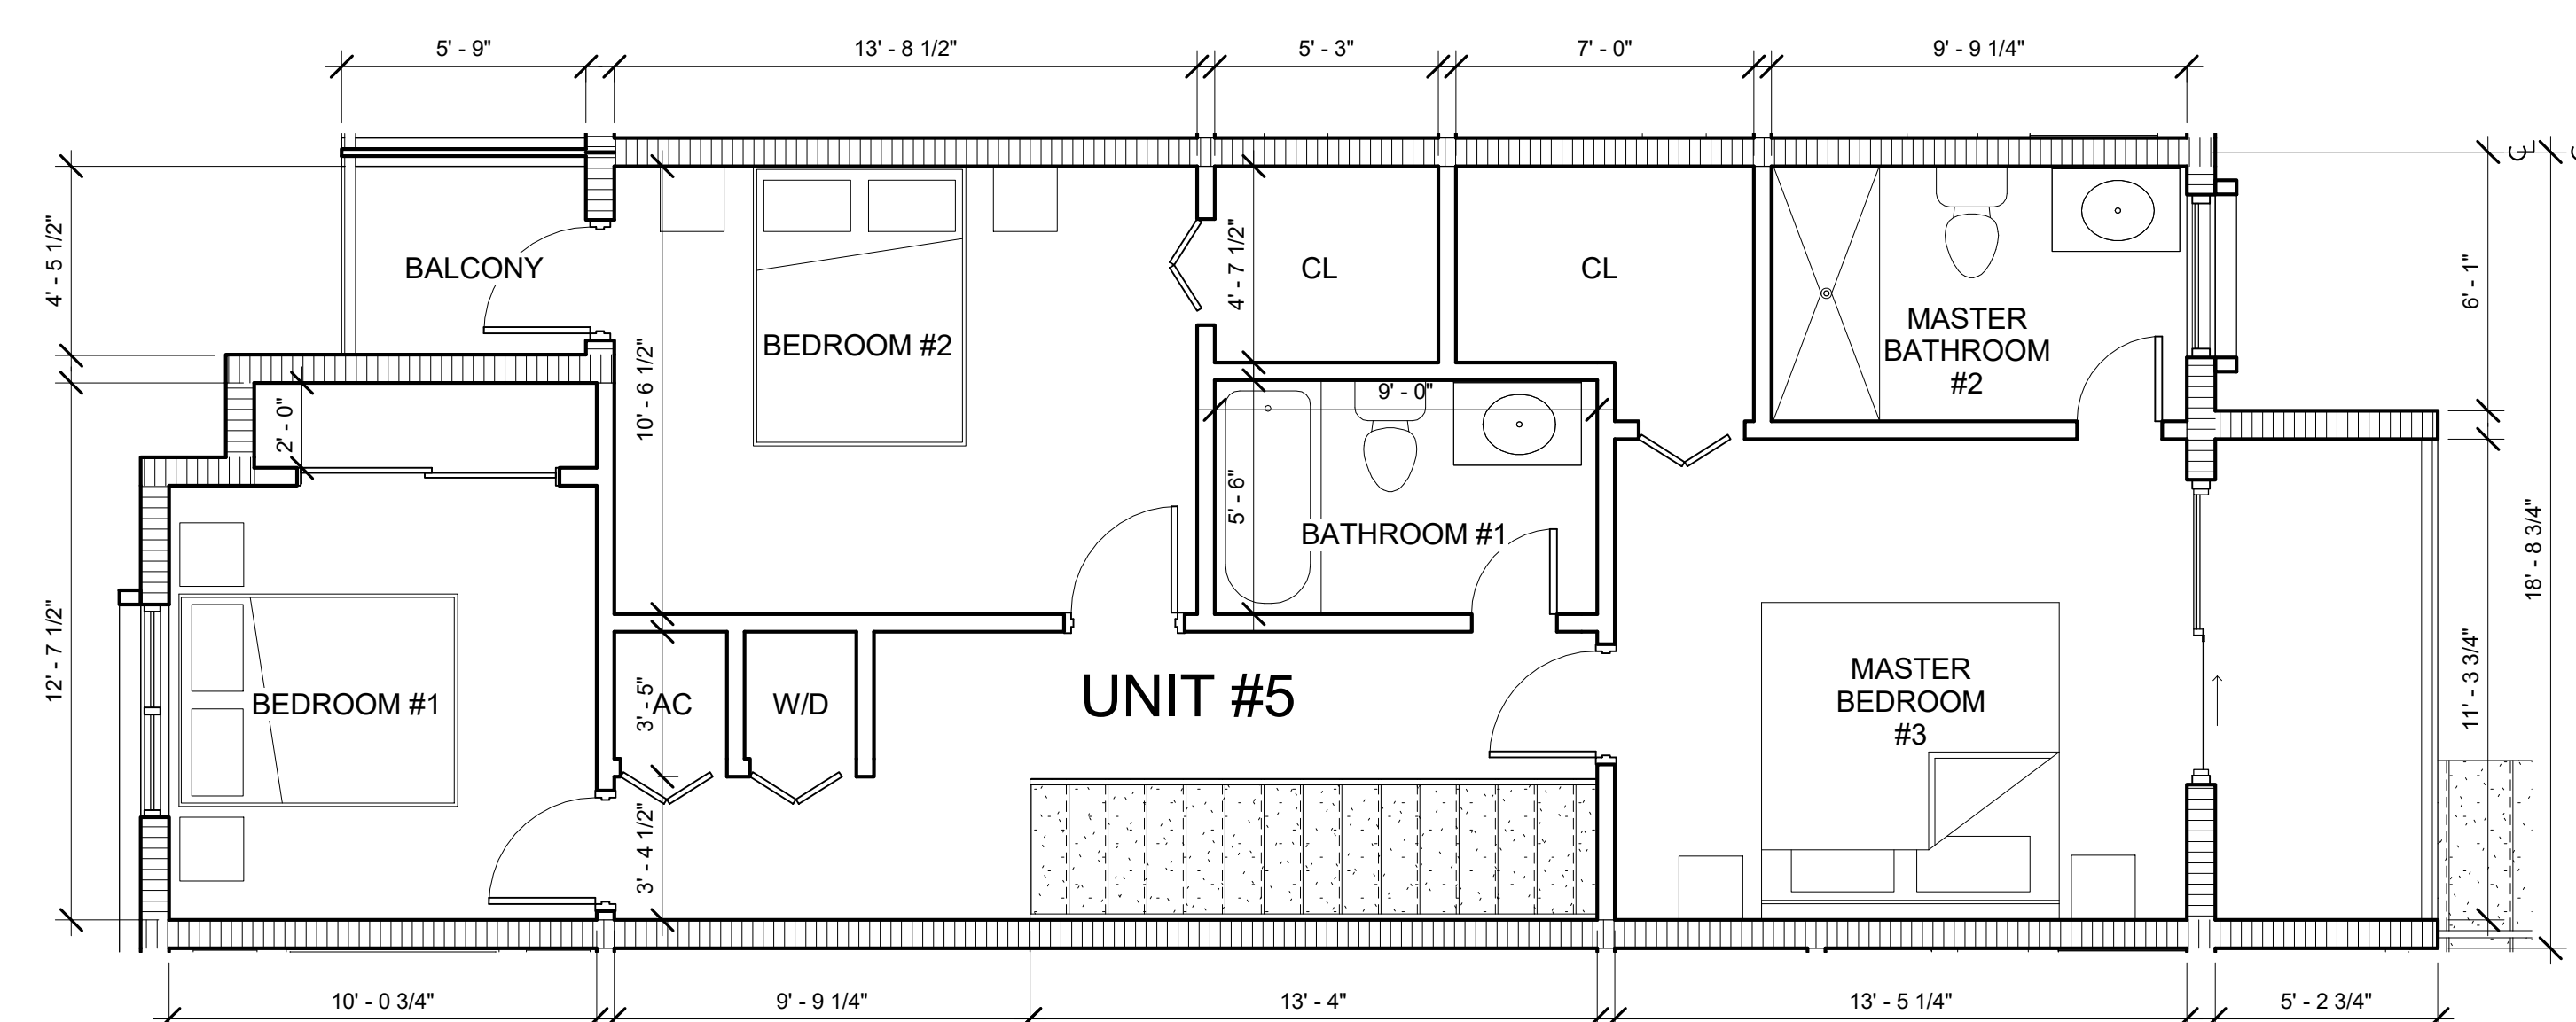 5' - 9"
13' - 8 1/2"
5' - 3"
7' - 0"
9' - 9 1/4"
4' - 5 1/2"
BALCONY
4' - 7 1/2"
CL
CL
6' - 1"
BEDROOM #2
MASTER
BATHROOM
#2
10' - 6 1/2"
2' - 0"
9' - 0"
5' - 6"
BATHROOM #1
18' - 8 3/4"
12' - 7 1/2"
BEDROOM #1
3' - 5"
AC
W/D
UNIT #5
MASTER
BEDROOM
#3
11' - 3 3/4"
3' - 4 1/2"
10' - 0 3/4"
9' - 9 1/4"
13' - 4"
13' - 5 1/4"
5' - 2 3/4"